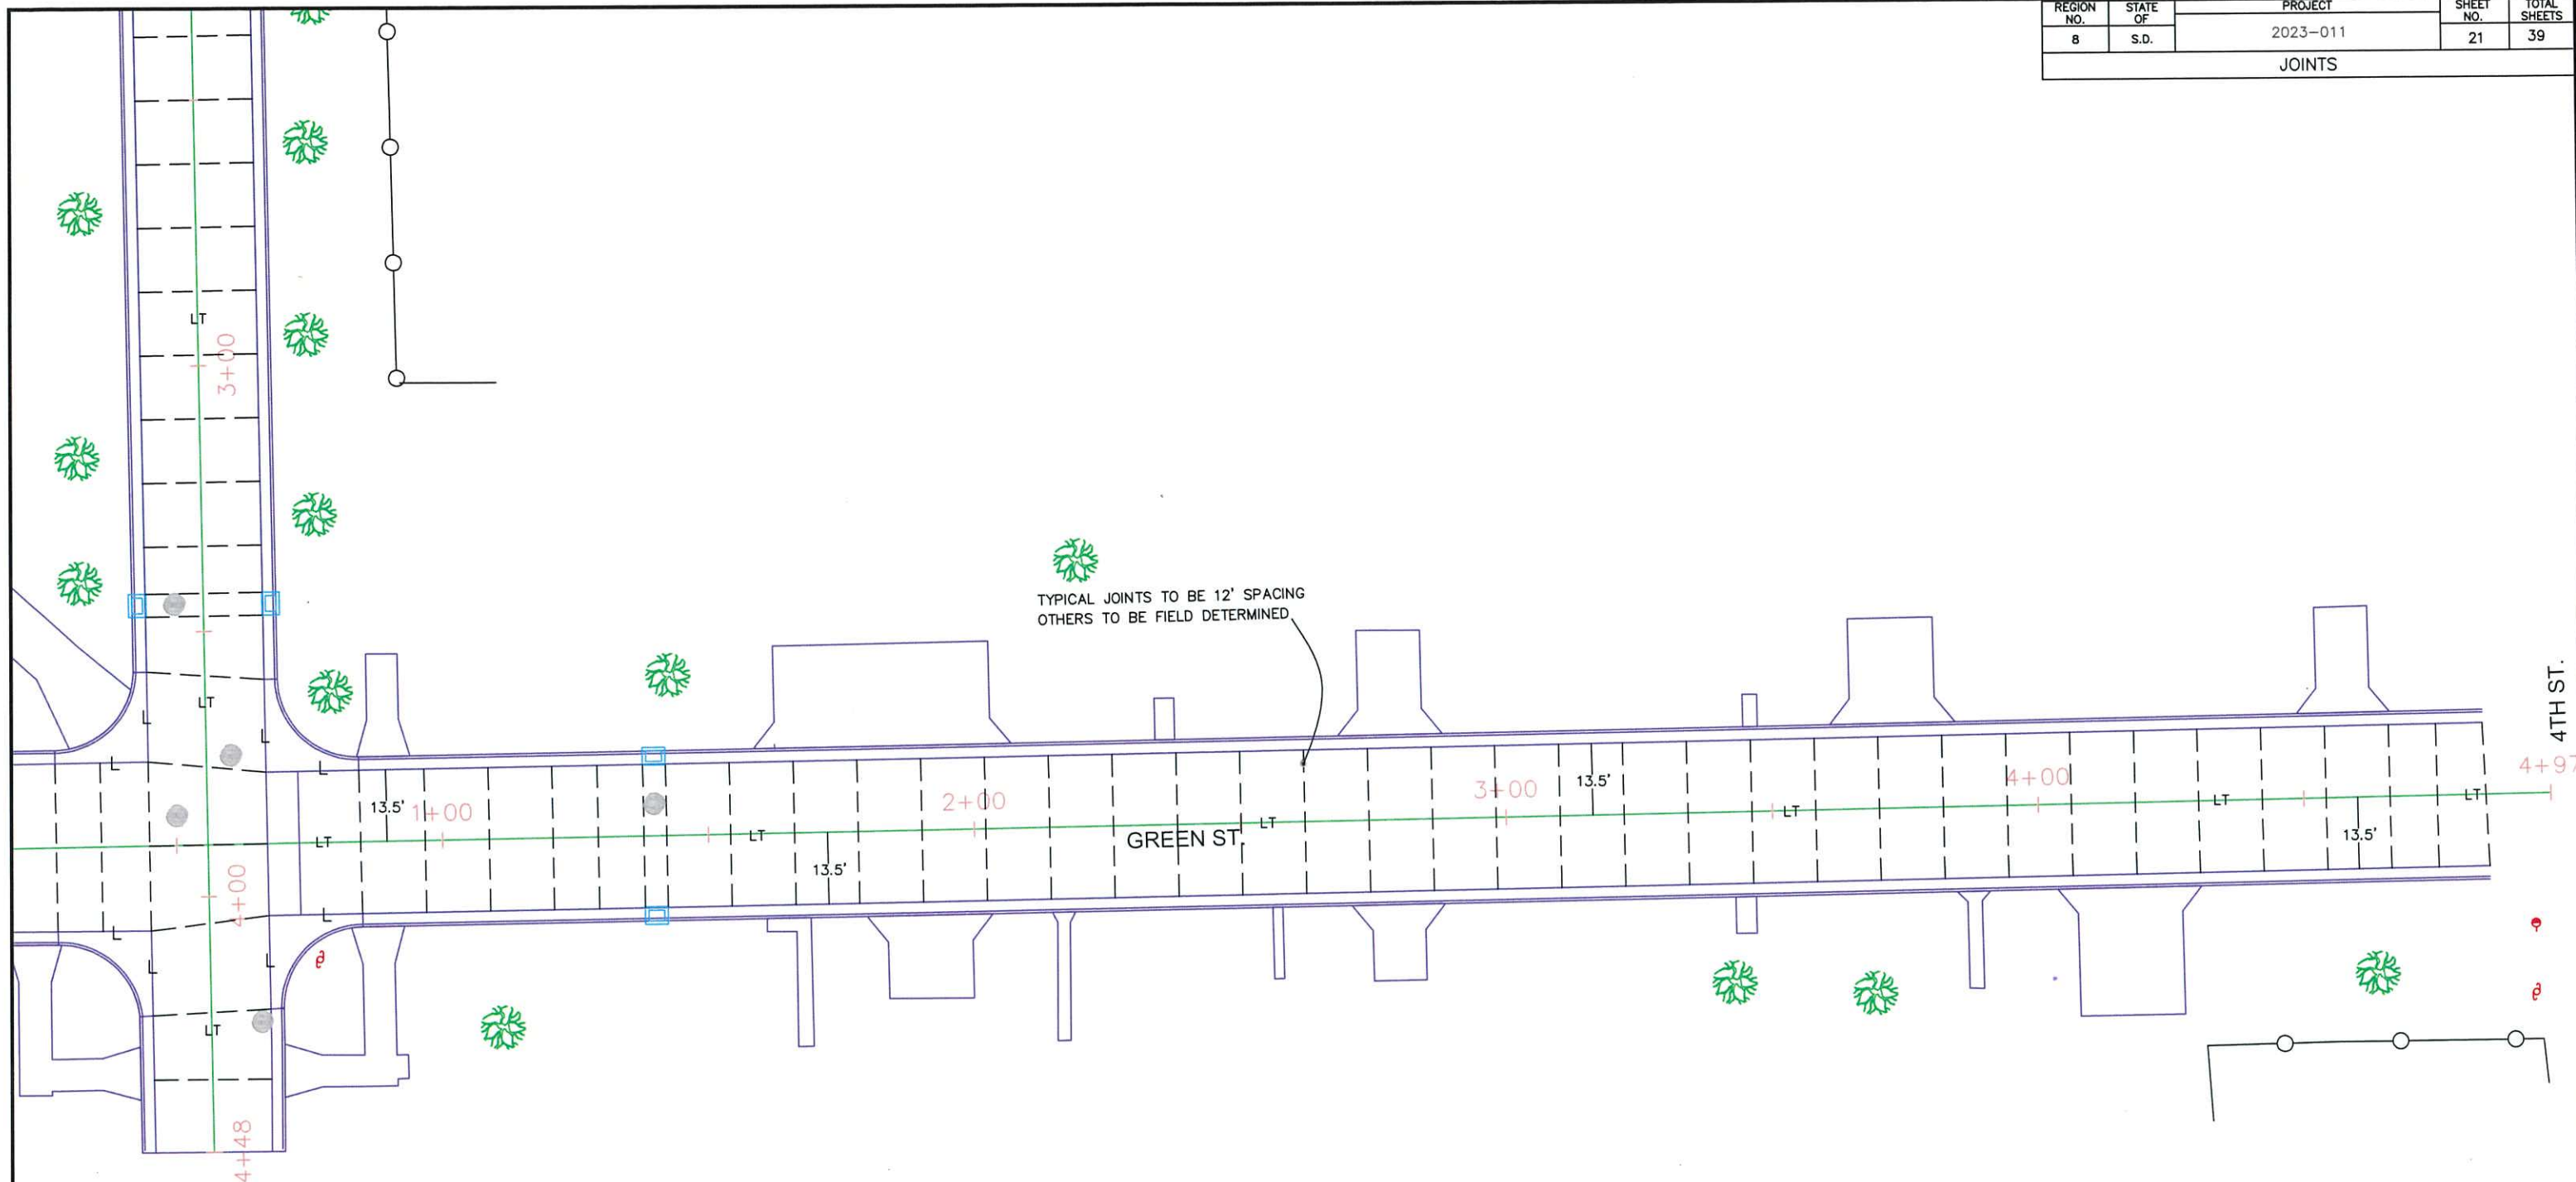 REGION NO.
STATE OF
PROJECT
SHEET NO.
TOTAL SHEETS
8
S.D.
2023-011
21
39
JOINTS
LT
3+00
TYPICAL JOINTS TO BE 12' SPACING
OTHERS TO BE FIELD DETERMINED
4TH ST.
LT
L
L
L
L
13.5'
1+00
2+00
3+00
13.5'
4+00
4+97
LT
LT
GREEN ST.
LT
LT
LT
LT
13.5'
13.5'
4+00
L
L
L
L
LT
4+48